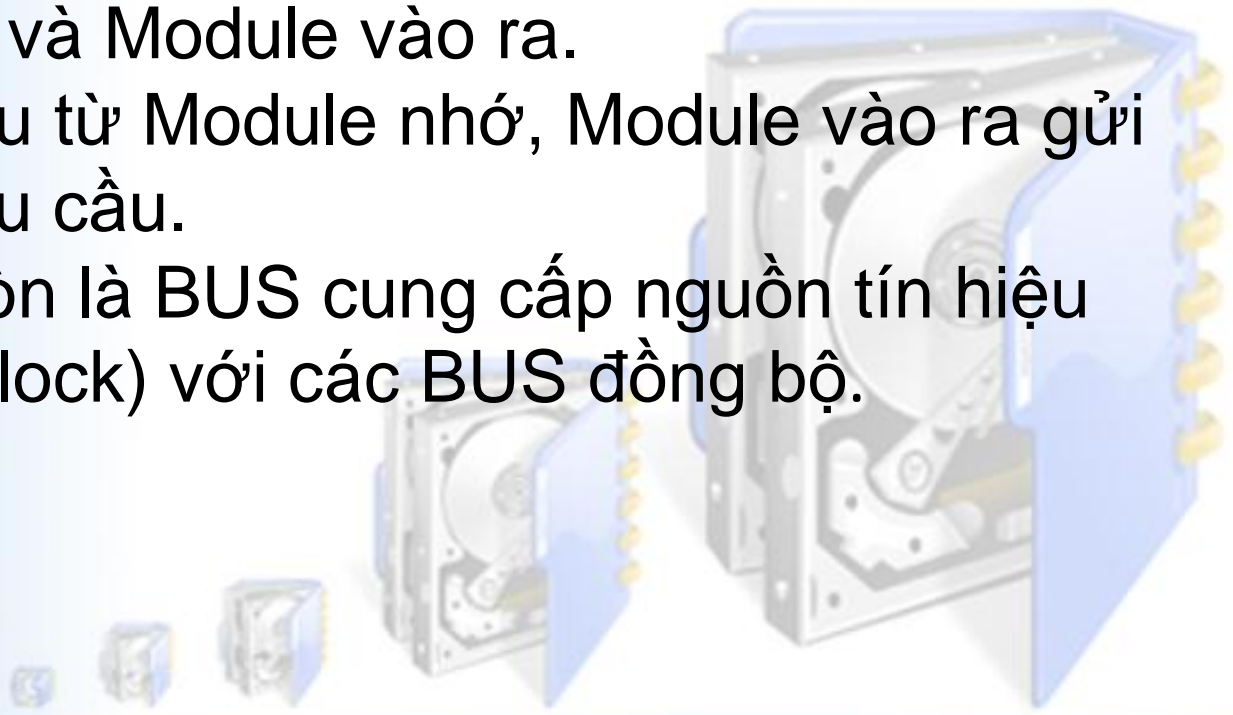 và Module vào ra.
từ Module nhớ, Module vào ra gửi
cầu.
là BUS cung cấp nguồn tín hiệu
lock) với các BUS đồng bộ.